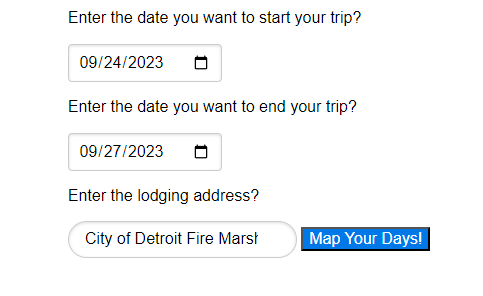 Enter the date you want to start your trip?
09/24/2023
Enter the date you want to end your trip?
09/27/2023
Enter the lodging address?
City of Detroit Fire Marsh Map Your Days!